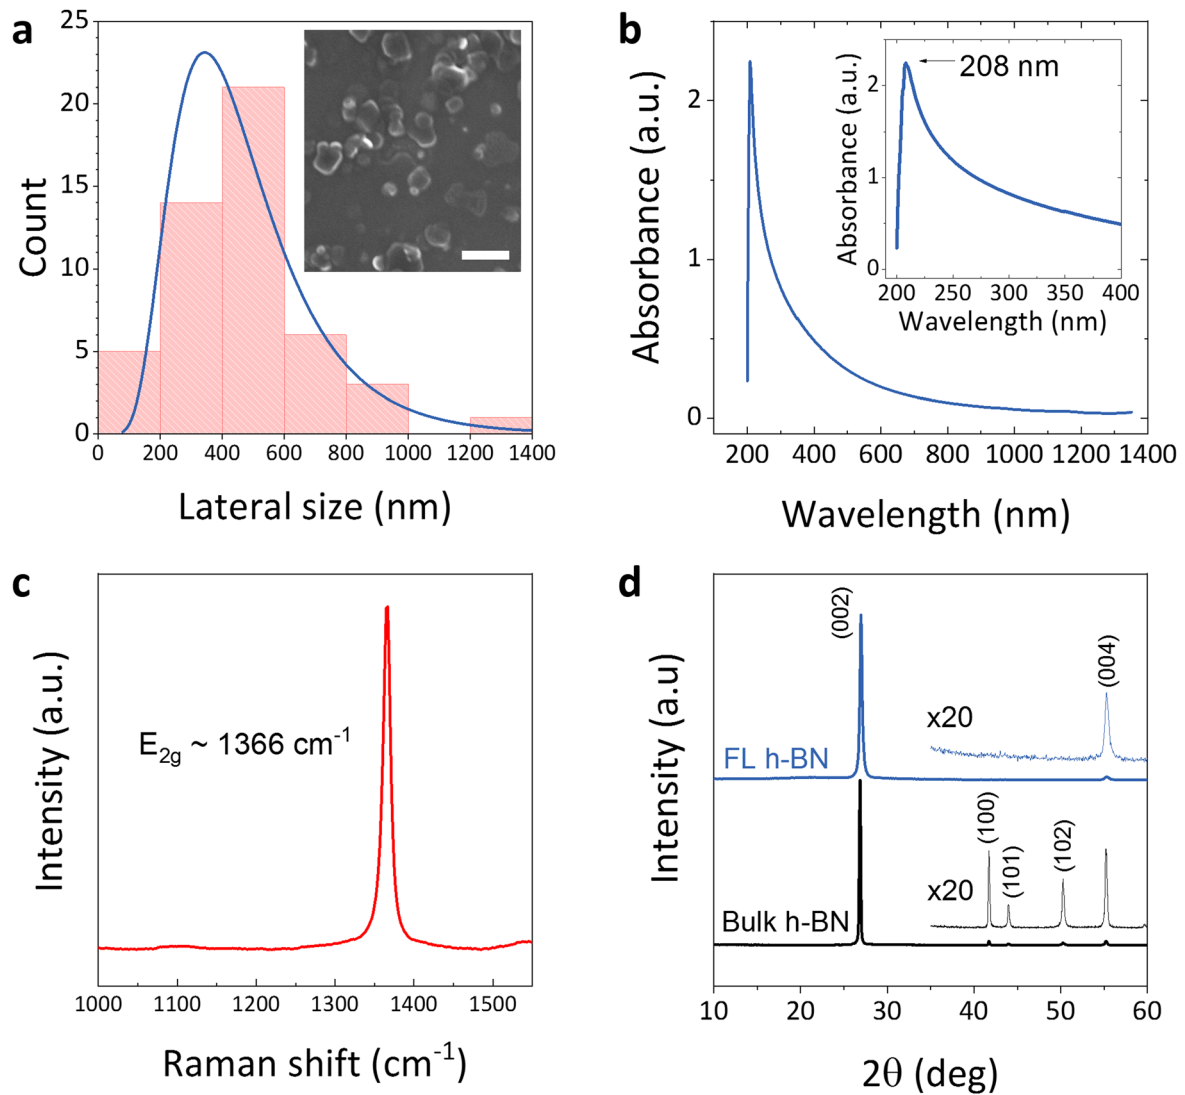 a
25
20
15
10
5
0
Count
0 200 400 600 800 1000 1200 1400
Lateral size (nm)
b
2
1
0
Absorbance (a.u.)
200 400 600 800 1000 1200 1400
Wavelength (nm)
208 nm
2
1
0
Absorbance (a.u.)
200 250 300 350 400
Wavelength (nm)
c
Intensity (a.u.)
E2g ~ 1366 cm-1
1000 1100 1200 1300 1400 1500
Raman shift (cm-1)
d
Intensity (a.u)
(002)
(004)
x20
FL h-BN
(100)
(101)
(102)
x20
Bulk h-BN
10 20 30 40 50 60
2θ (deg)